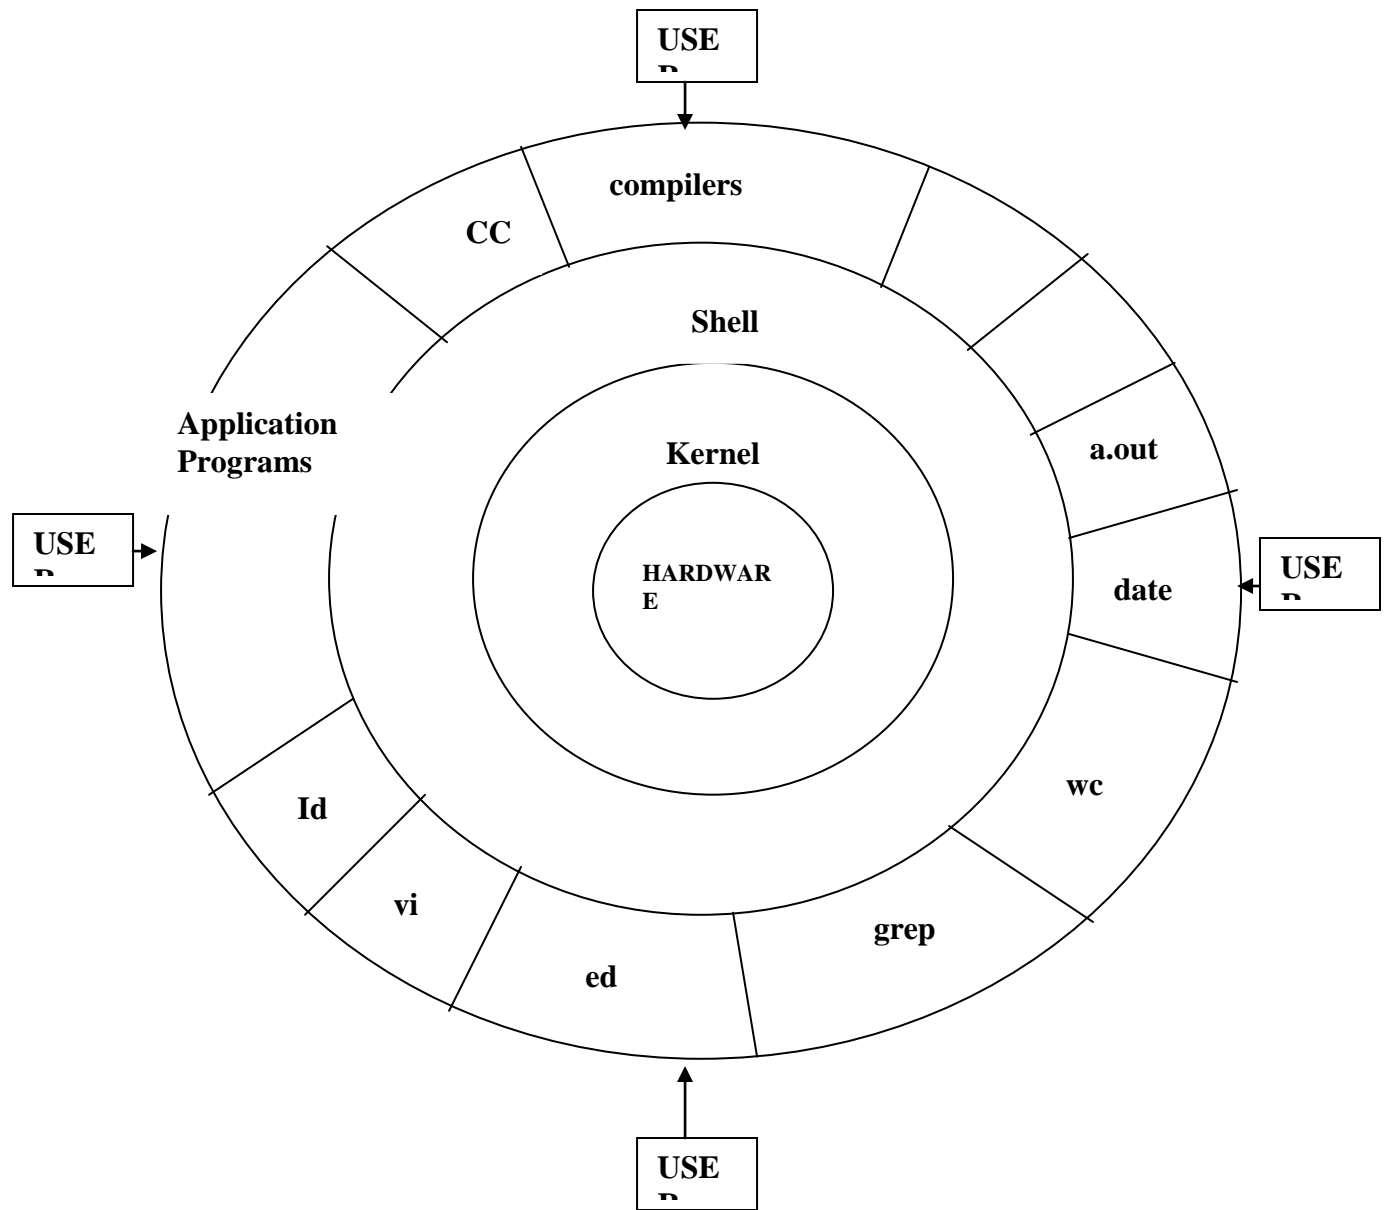 USE
compilers
CC
Shell
Application
Programs
Kernel
a.out
USE
HARDWAR
E
USE
date
wc
Id
vi
grep
ed
USE